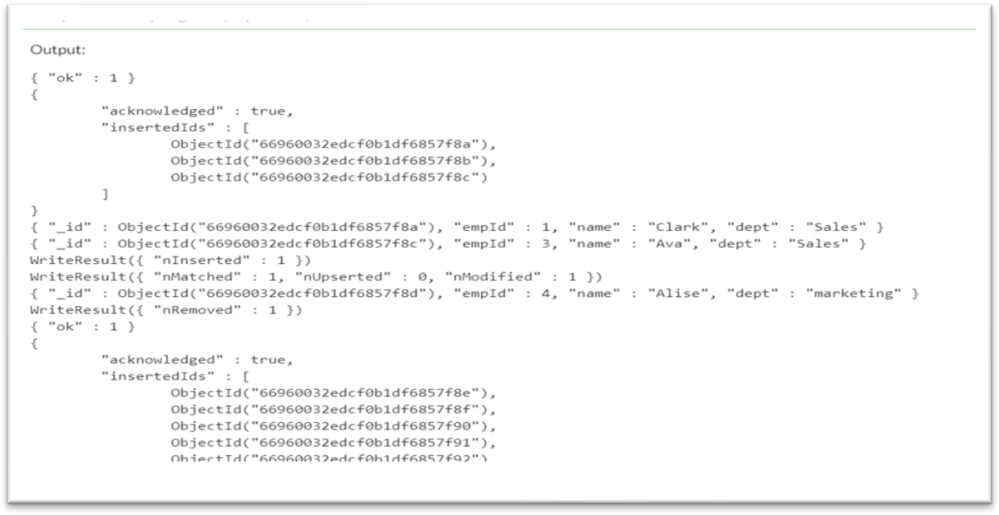 Output:
{ "ok" : 1 }
{
        "acknowledged" : true,
        "insertedIds" : [
                ObjectId("66960032edcf0b1df6857f8a"),
                ObjectId("66960032edcf0b1df6857f8b"),
                ObjectId("66960032edcf0b1df6857f8c")
        ]
}
{ "_id" : ObjectId("66960032edcf0b1df6857f8a"), "empId" : 1, "name" : "Clark", "dept" : "Sales" }
{ "_id" : ObjectId("66960032edcf0b1df6857f8c"), "empId" : 3, "name" : "Ava", "dept" : "Sales" }
WriteResult({ "nInserted" : 1 })
WriteResult({ "nMatched" : 1, "nUpserted" : 0, "nModified" : 1 })
{ "_id" : ObjectId("66960032edcf0b1df6857f8d"), "empId" : 4, "name" : "Alise", "dept" : "marketing" }
WriteResult({ "nRemoved" : 1 })
{ "ok" : 1 }
{
        "acknowledged" : true,
        "insertedIds" : [
                ObjectId("66960032edcf0b1df6857f8e"),
                ObjectId("66960032edcf0b1df6857f8f"),
                ObjectId("66960032edcf0b1df6857f90"),
                ObjectId("66960032edcf0b1df6857f91"),
                ObjectId("66960032edcf0b1df6857f92")